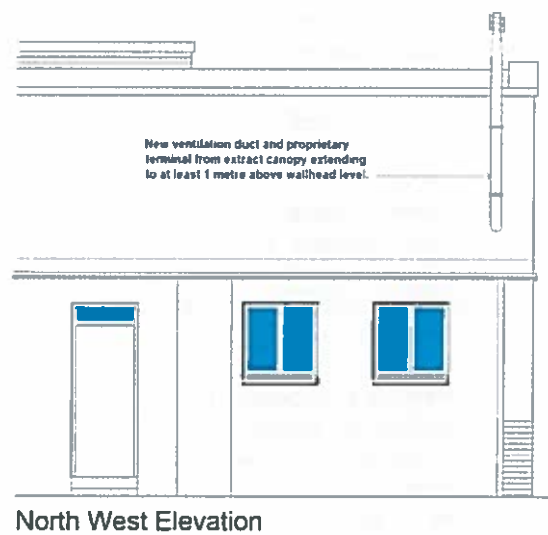 New ventilation duct and proprietary
terminal from extract canopy extending
to at least 1 metre above wallhead level.
North West Elevation